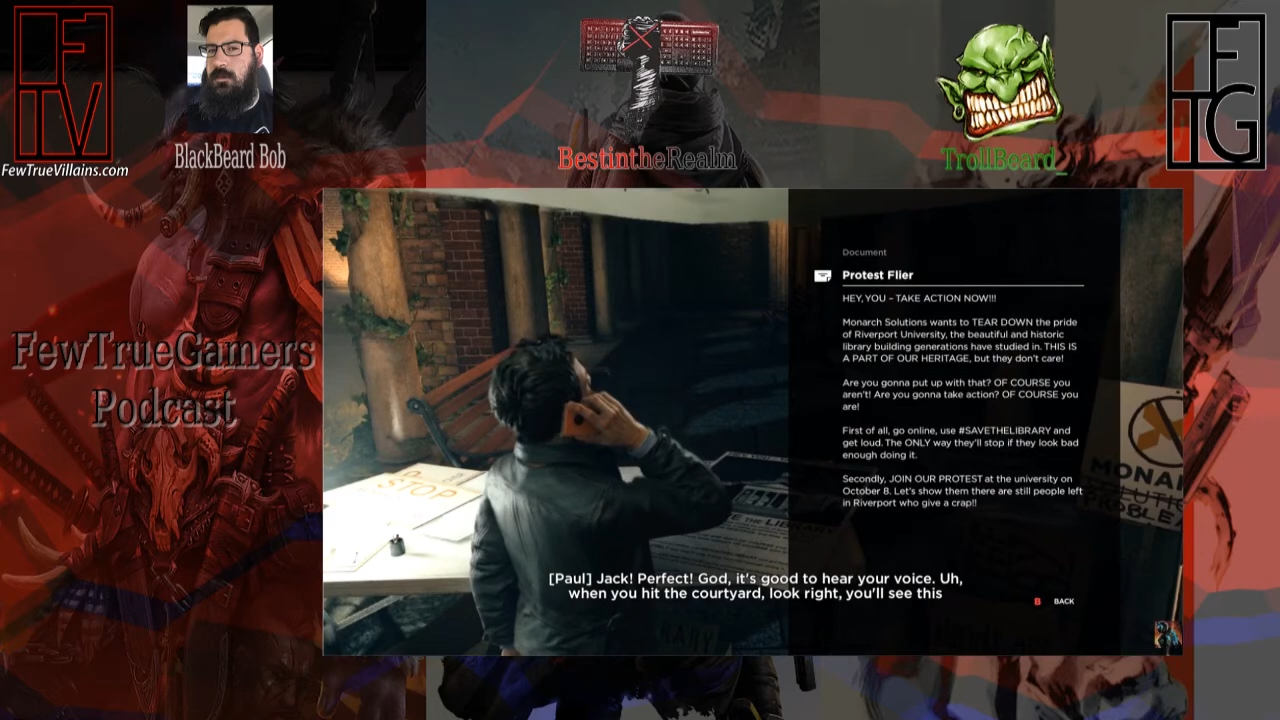 FTV
FewTrueVillains.com
BlackBeard Bob
BestintheRealm
TrollBeard_
FTG
FewTrueGamers
Podcast
Document
Protest Flier
HEY, YOU – TAKE ACTION NOW!!!
Monarch Solutions wants to TEAR DOWN the pride
of Riverport University, the beautiful and historic
library building generations have studied in. THIS IS
A PART OF OUR HERITAGE, but they don't care!
Are you gonna put up with that? OF COURSE you
aren't! Are you gonna take action? OF COURSE you
are!
First of all, go online, use #SAVETHELIBRARY and
get loud. The ONLY way they'll stop if they look bad
enough doing it.
Secondly, JOIN OUR PROTEST at the university on
October 8. Let's show them there are still people left
in Riverport who give a crap!!
STOP
THE LIBRARY
MONAR
[Paul] Jack! Perfect! God, it's good to hear your voice. Uh,
when you hit the courtyard, look right, you'll see this
B BACK